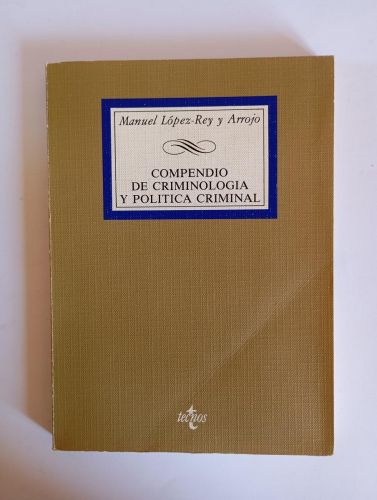 Manuel López-Rey y Arrojo
COMPENDIO
DE CRIMINOLOGIA
Y POLITICA CRIMINAL
tecnos